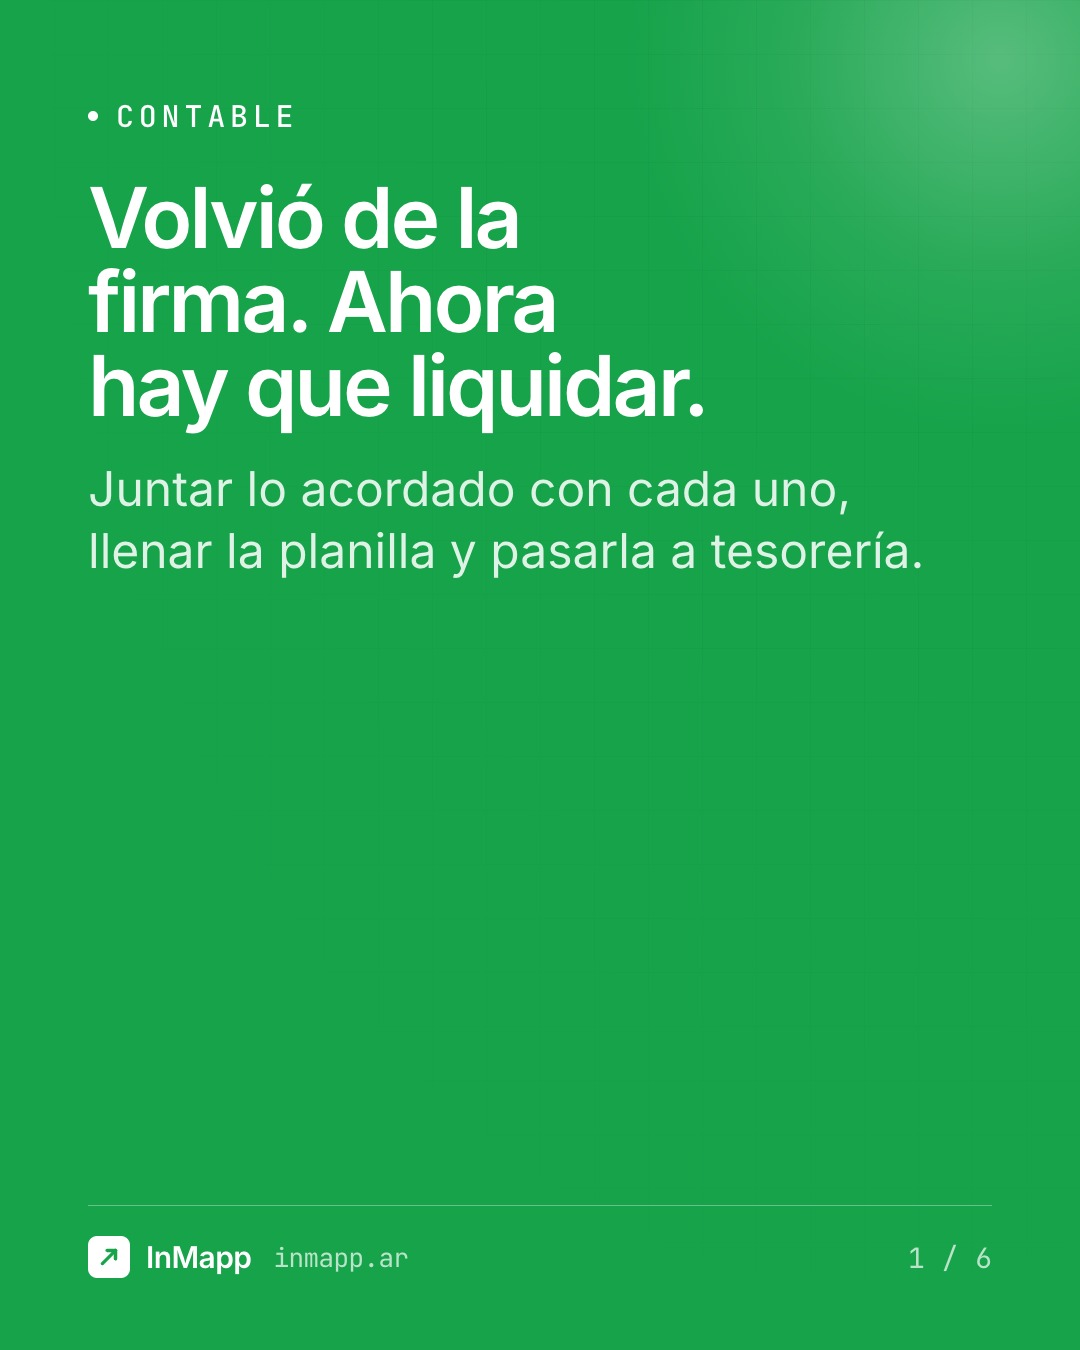 • CONTABLE
Volvió de la
firma. Ahora
hay que liquidar.
Juntar lo acordado con cada uno,
llenar la planilla y pasarla a tesorería.
InMapp inmapp.ar 1 / 6